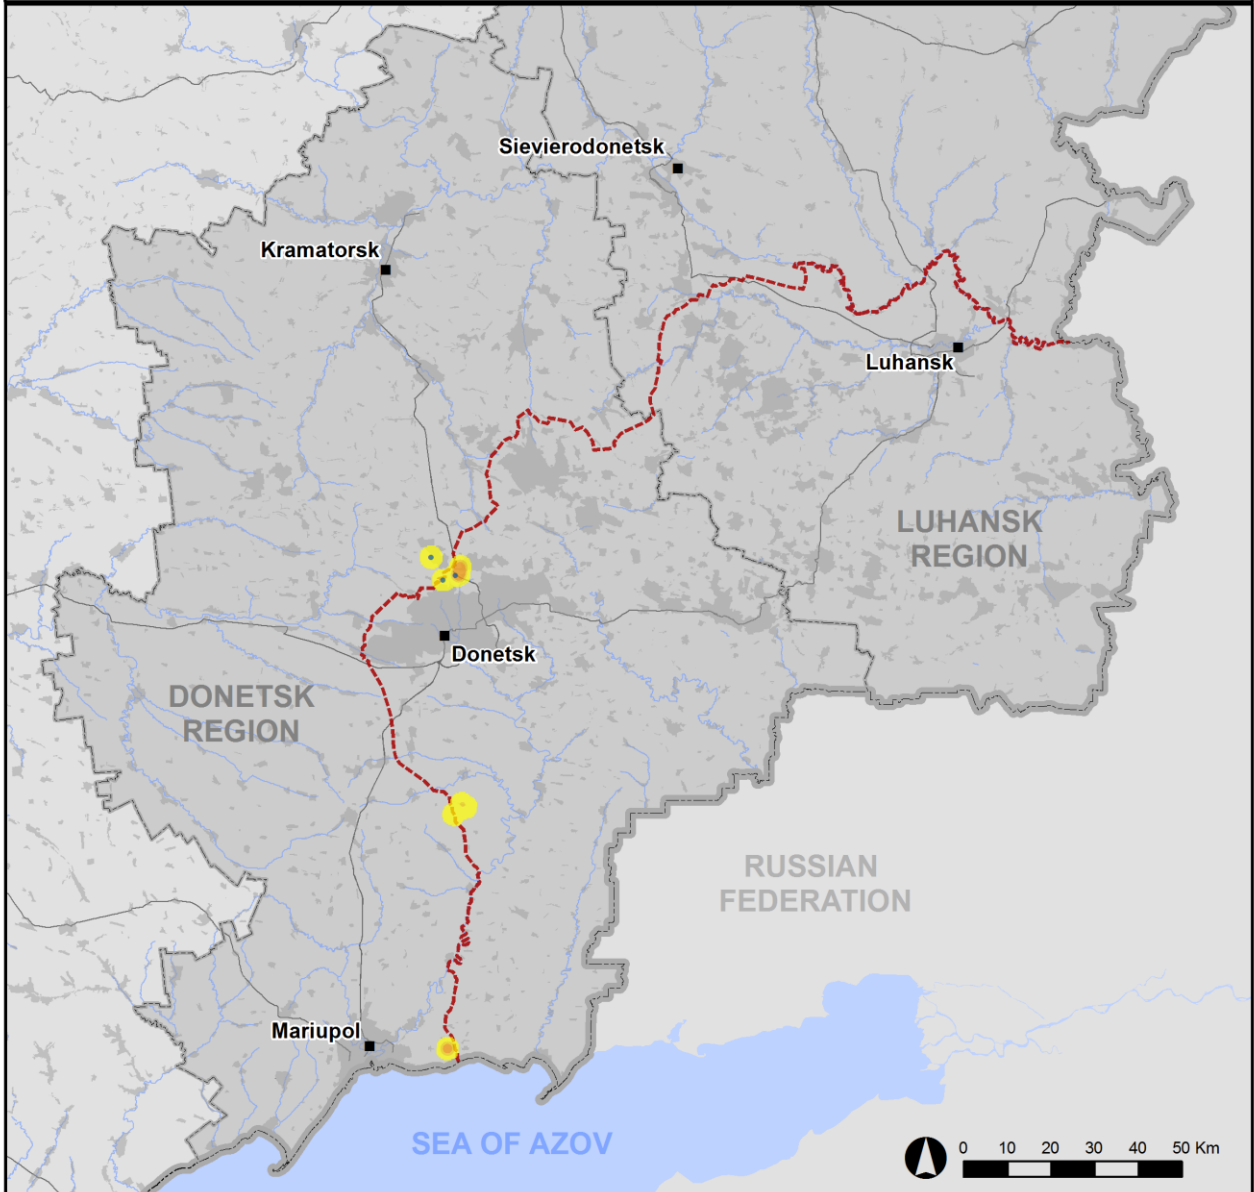 Sievierodonetsk
Kramatorsk
Luhansk
LUHANSK
REGION
Donetsk
DONETSK
REGION
RUSSIAN
FEDERATION
Mariupol
SEA OF AZOV
0 10 20 30 40 50 Km